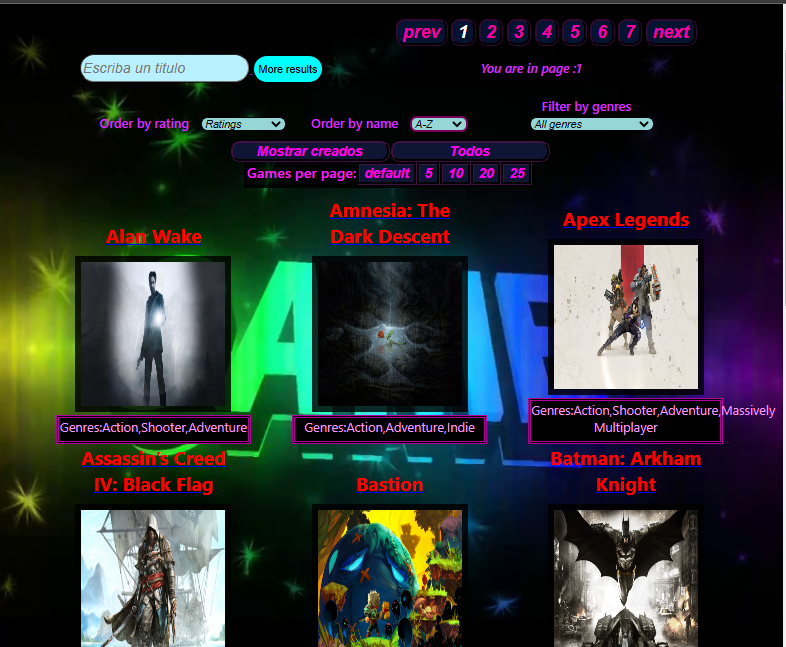 prev 1 2 3 4 5 6 7 next
Escriba un titulo
More results
You are in page :1
Filter by genres
Order by rating
Ratings
Order by name
A-Z
All genres
Mostrar creados
Todos
Games per page: default 5 10 20 25
Alan Wake
Amnesia: The
Dark Descent
Apex Legends
Genres:Action,Shooter,Adventure
Genres:Action,Adventure,Indie
Genres:Action,Shooter,Adventure,Massively
Multiplayer
Assassin's Creed
IV: Black Flag
Bastion
Batman: Arkham
Knight